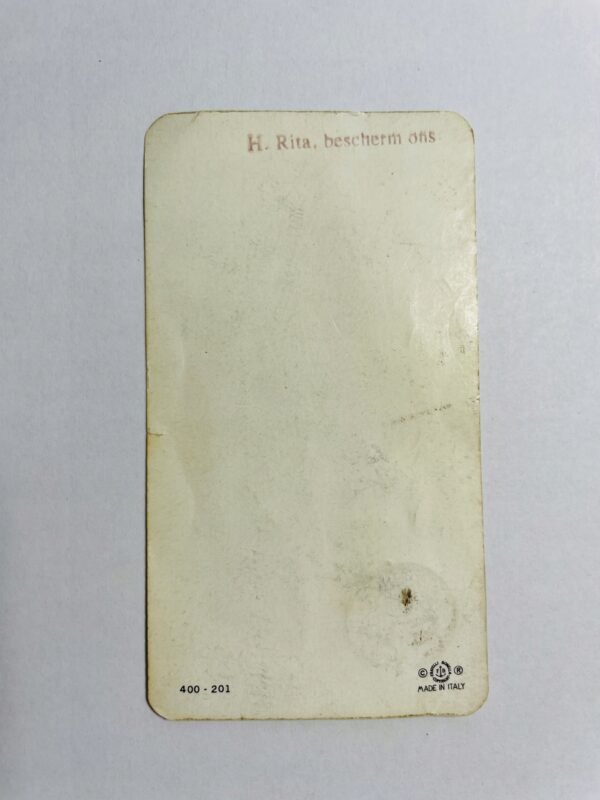 H. Rita, bescherm ons
400 - 201
© ®
MADE IN ITALY